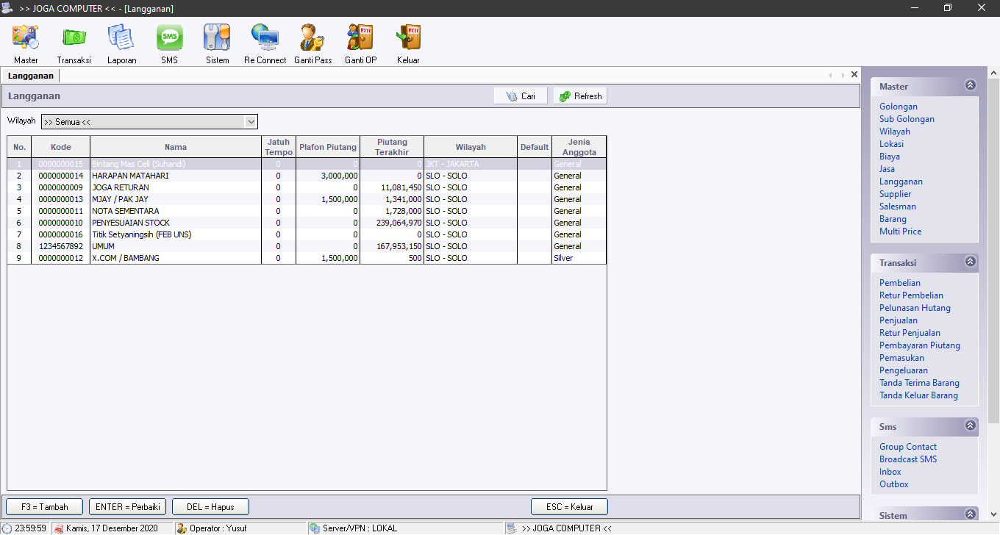 >> JOGA COMPUTER << - [Langganan]
Master Transaksi Laporan SMS Sistem Re Connect Ganti Pass Ganti OP Keluar
Langganan
Langganan Cari Refresh
Wilayah >> Semua <<
No. Kode Nama Jatuh Tempo Plafon Piutang Piutang Terakhir Wilayah Default Jenis Anggota
1 0000000015 Bintang Mas Cell (Suhandi) 0 0 0 JKT - JAKARTA General
2 0000000014 HARAPAN MATAHARI 0 3,000,000 0 SLO - SOLO General
3 0000000009 JOGA RETURAN 0 0 11,081,450 SLO - SOLO General
4 0000000013 MJAY / PAK JAY 0 1,500,000 1,341,000 SLO - SOLO General
5 0000000011 NOTA SEMENTARA 0 0 1,728,000 SLO - SOLO General
6 0000000010 PENYESUAIAN STOCK 0 0 239,064,970 SLO - SOLO General
7 0000000016 Titik Setyaningsih (FEB UNS) 0 0 0 SLO - SOLO General
8 1234567892 UMUM 0 0 167,953,150 SLO - SOLO General
9 0000000012 X.COM / BAMBANG 0 1,500,000 500 SLO - SOLO Silver
F3 = Tambah ENTER = Perbaiki DEL = Hapus ESC = Keluar
Master
Golongan
Sub Golongan
Wilayah
Lokasi
Biaya
Jasa
Langganan
Supplier
Salesman
Barang
Multi Price
Transaksi
Pembelian
Retur Pembelian
Pelunasan Hutang
Penjualan
Retur Penjualan
Pembayaran Piutang
Pemasukan
Pengeluaran
Tanda Terima Barang
Tanda Keluar Barang
Sms
Group Contact
Broadcast SMS
Inbox
Outbox
Sistem
23:59:59 Kamis, 17 Desember 2020 Operator : Yusuf Server/VPN : LOKAL >> JOGA COMPUTER <<